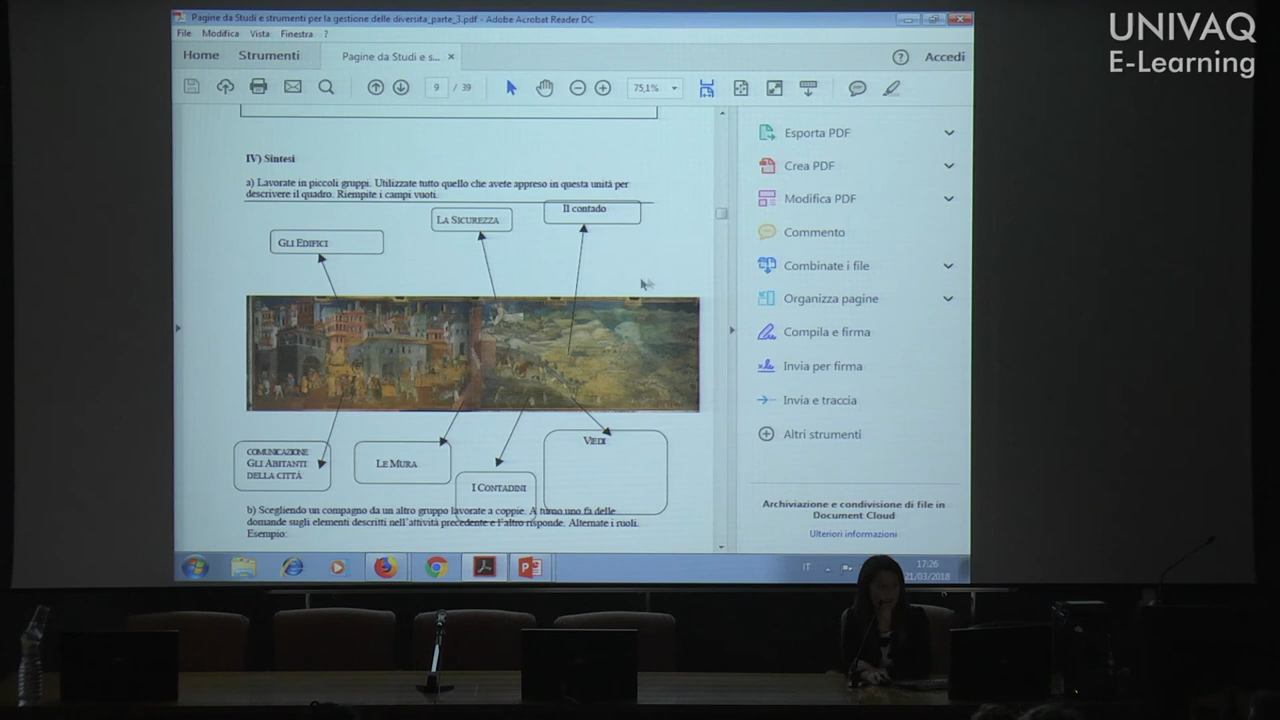 UNIVAQ
E-Learning
Pagine da Studi e strumenti per la gestione delle diversita_parte_3.pdf - Adobe Acrobat Reader DC
File Modifica Vista Finestra ?
Home Strumenti Pagine da Studi e s... × Accedi
9 / 39 75,1%
IV) Sintesi
a) Lavorate in piccoli gruppi. Utilizzate tutto quello che avete appreso in questa unità per
descrivere il quadro. Riempite i campi vuoti.
GLI EDIFICI
LA SICUREZZA
Il contado
COMUNICAZIONE
GLI ABITANTI
DELLA CITTÀ
LE MURA
I CONTADINI
VIEDI
b) Scegliendo un compagno da un altro gruppo lavorate a coppie. A turno uno fa delle
domande sugli elementi descritti nell'attività precedente e l'altro risponde. Alternate i ruoli.
Esempio:
Esporta PDF
Crea PDF
Modifica PDF
Commento
Combinate i file
Organizza pagine
Compila e firma
Invia per firma
Invia e traccia
Altri strumenti
Archiviazione e condivisione di file in
Document Cloud
Ulteriori informazioni
IT
17:26
21/03/2018